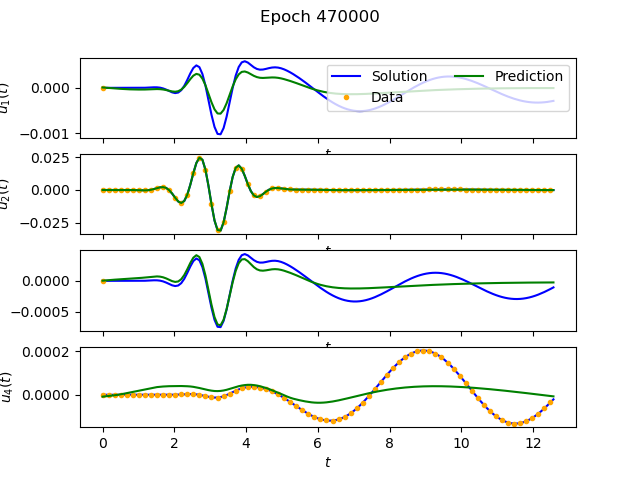 Epoch 470000
u₁(t)
0.000
−0.001
Solution
Data
Prediction
t
u₂(t)
0.025
0.000
−0.025
t
0.0000
−0.0005
t
u₄(t)
0.0002
0.0000
0 2 4 6 8 10 12
t